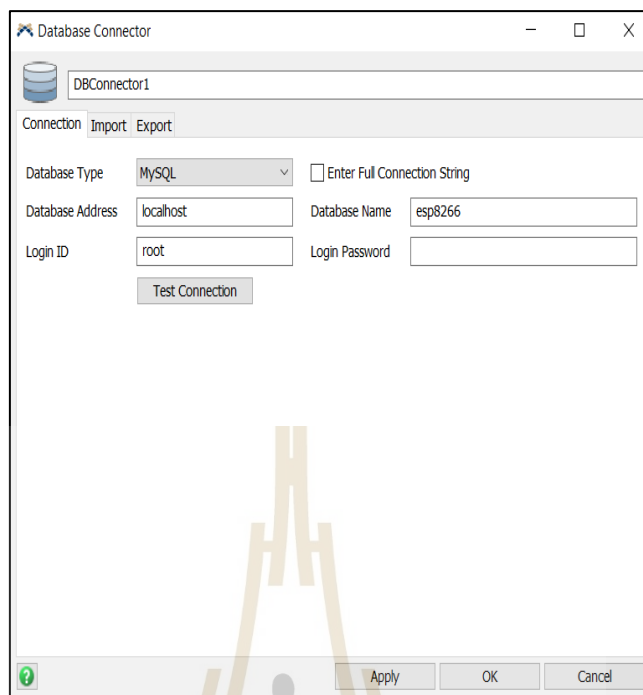 Database Connector
DBConnector1
Connection Import Export
Database Type MySQL Enter Full Connection String
Database Address localhost Database Name esp8266
Login ID root Login Password
Test Connection
? Apply OK Cancel